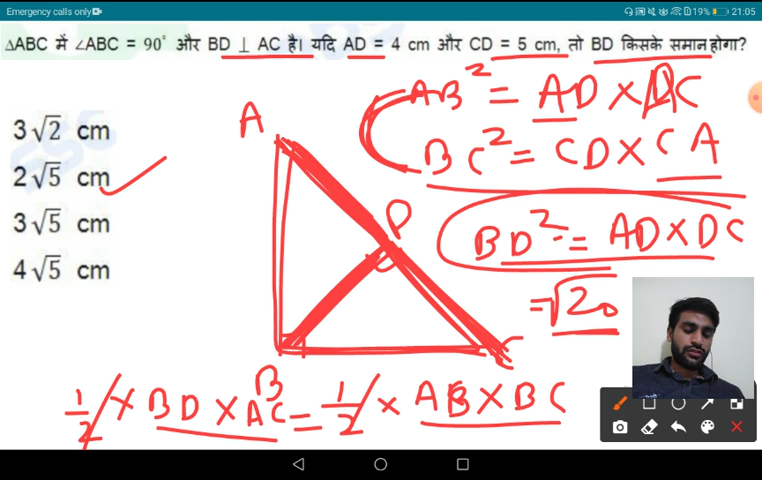 Emergency calls only
19% 21:05
△ABC में ∠ABC = 90° और BD ⊥ AC है। यदि AD = 4 cm और CD = 5 cm, तो BD किसके समान होगा?
3√2 cm
2√5 cm
3√5 cm
4√5 cm
A
D
B
C
AB² = AD × AC
BC² = CD × CA
BD² = AD × DC
= √20
1/2 × BD × AC = 1/2 × AB × BC